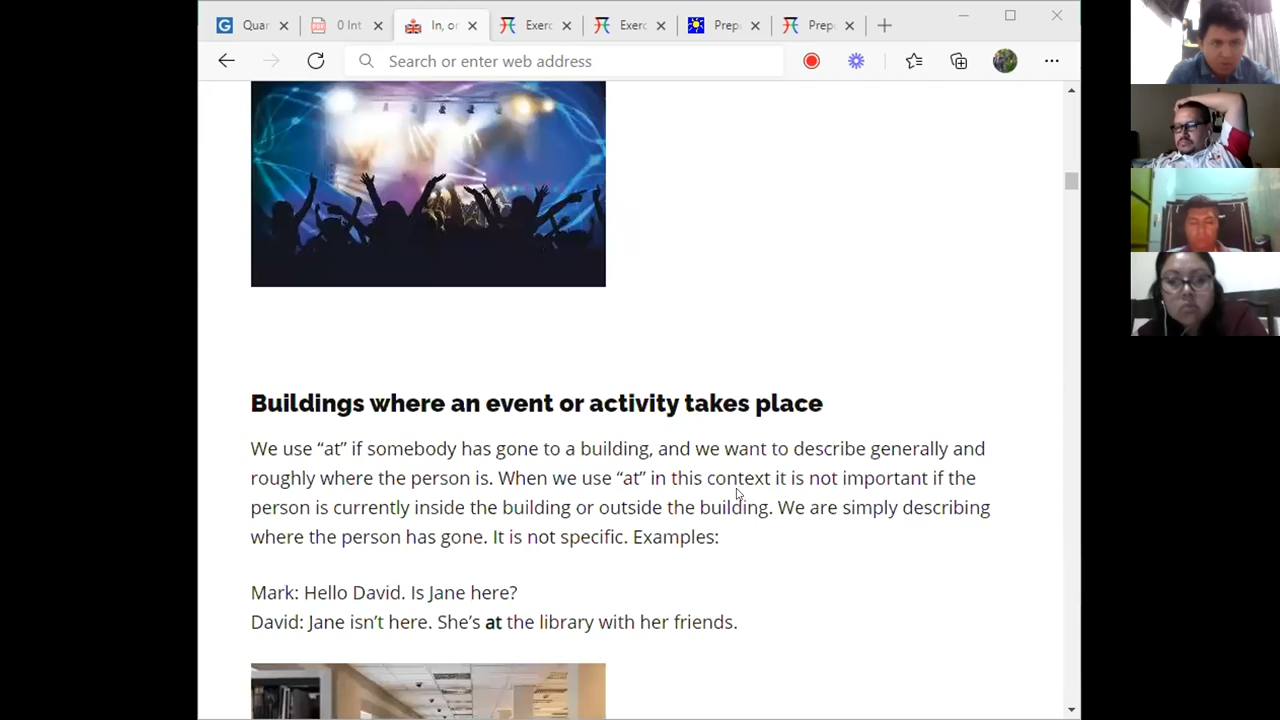 Quar
0 Int
In, or
Exerc
Exerc
Prep
Prep
Search or enter web address
Buildings where an event or activity takes place
We use “at” if somebody has gone to a building, and we want to describe generally and
roughly where the person is. When we use “at” in this context it is not important if the
person is currently inside the building or outside the building. We are simply describing
where the person has gone. It is not specific. Examples:
Mark: Hello David. Is Jane here?
David: Jane isn’t here. She’s at the library with her friends.